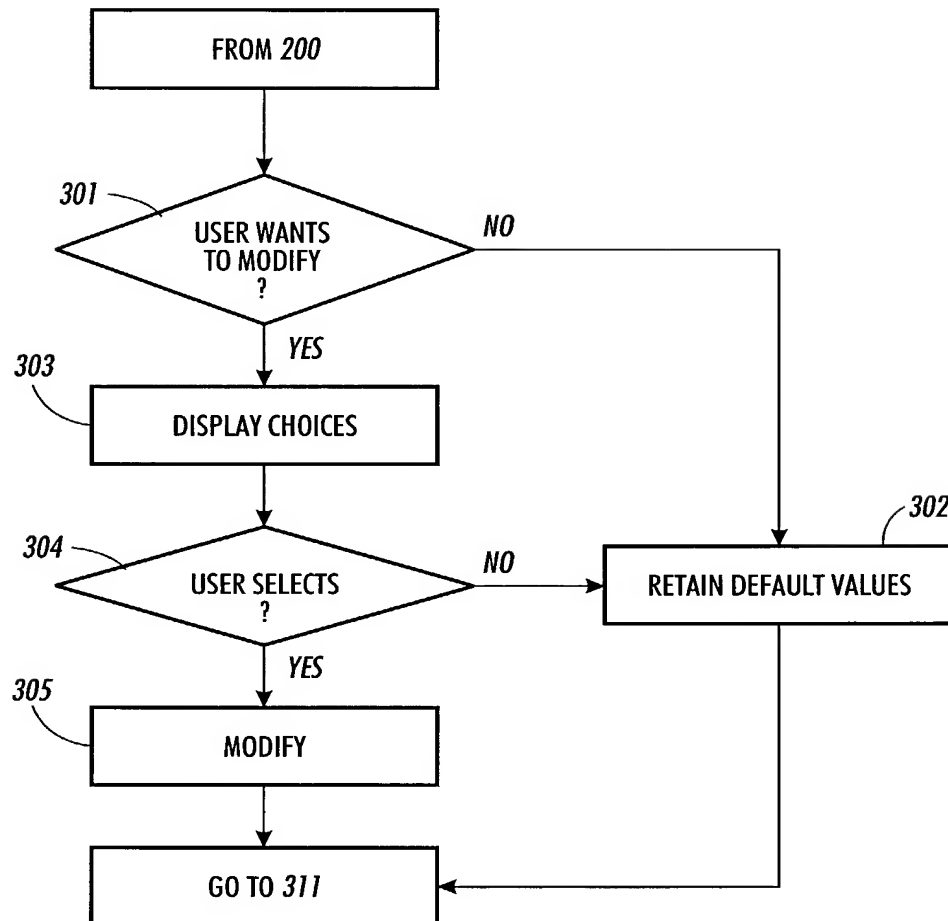 FROM 200
301
USER WANTS
TO MODIFY
?
NO
YES
303
DISPLAY CHOICES
302
304
USER SELECTS
?
NO
RETAIN DEFAULT VALUES
YES
305
MODIFY
GO TO 311